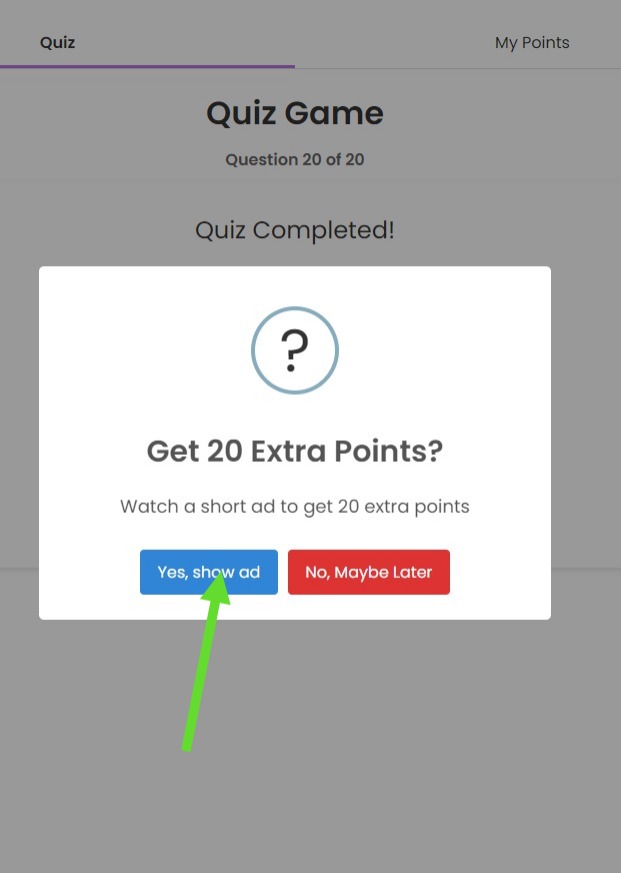 Quiz
My Points
Quiz Game
Question 20 of 20
Quiz Completed!
?
Get 20 Extra Points?
Watch a short ad to get 20 extra points
Yes, show ad
No, Maybe Later